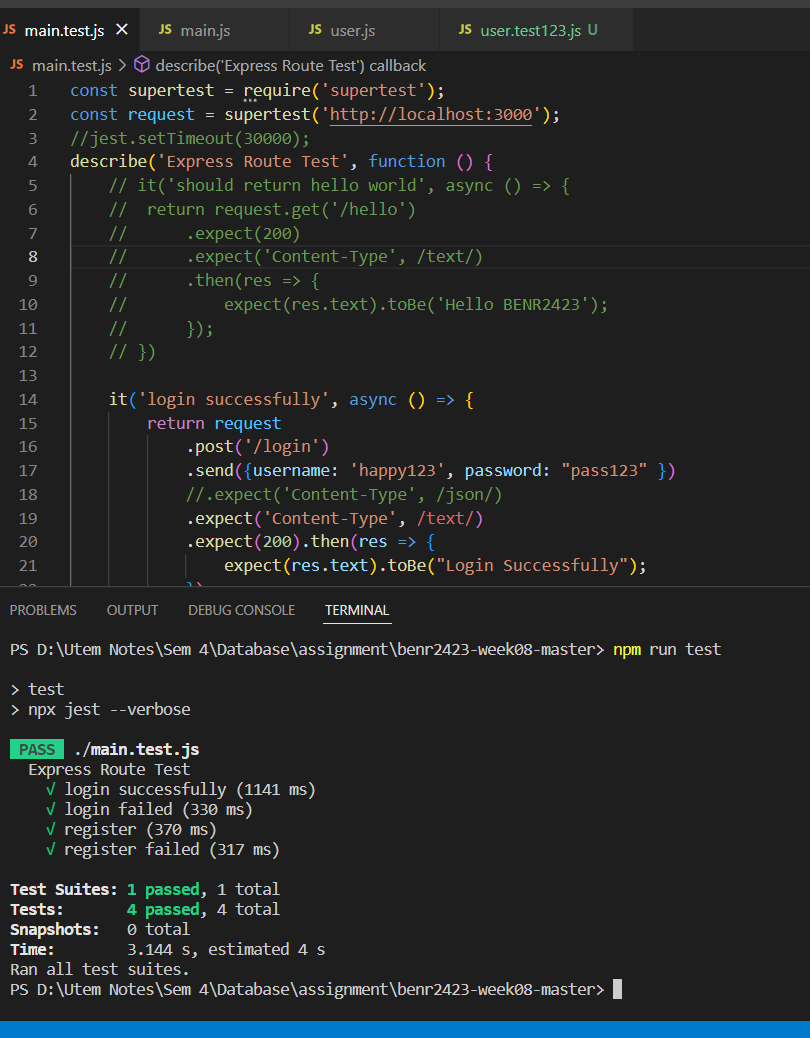 JS main.test.js × JS main.js JS user.js JS user.test123.js U
JS main.test.js > describe('Express Route Test') callback
1 const supertest = require('supertest');
2 const request = supertest('http://localhost:3000');
3 //jest.setTimeout(30000);
4 describe('Express Route Test', function () {
5 // it('should return hello world', async () => {
6 // return request.get('/hello')
7 // .expect(200)
8 // .expect('Content-Type', /text/)
9 // .then(res => {
10 // expect(res.text).toBe('Hello BENR2423');
11 // });
12 // })
13
14 it('login successfully', async () => {
15 return request
16 .post('/login')
17 .send({username: 'happy123', password: "pass123" })
18 //.expect('Content-Type', /json/)
19 .expect('Content-Type', /text/)
20 .expect(200).then(res => {
21 expect(res.text).toBe("Login Successfully");
PROBLEMS OUTPUT DEBUG CONSOLE TERMINAL
PS D:\Utem Notes\Sem 4\Database\assignment\benr2423-week08-master> npm run test
> test
> npx jest --verbose
PASS ./main.test.js
Express Route Test
√ login successfully (1141 ms)
√ login failed (330 ms)
√ register (370 ms)
√ register failed (317 ms)
Test Suites: 1 passed, 1 total
Tests: 4 passed, 4 total
Snapshots: 0 total
Time: 3.144 s, estimated 4 s
Ran all test suites.
PS D:\Utem Notes\Sem 4\Database\assignment\benr2423-week08-master>